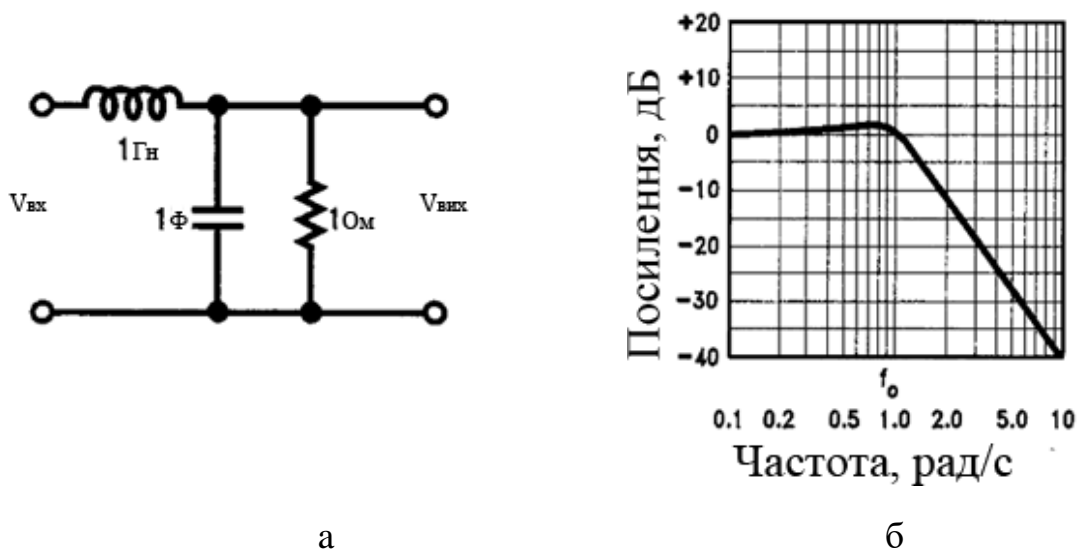 1Гн
Vвх
1Ф
1Ом
Vвих
а
Посилення, дБ
+20
+10
0
−10
−20
−30
−40
f₀
0.1 0.2 0.5 1.0 2.0 5.0 10
Частота, рад/с
б